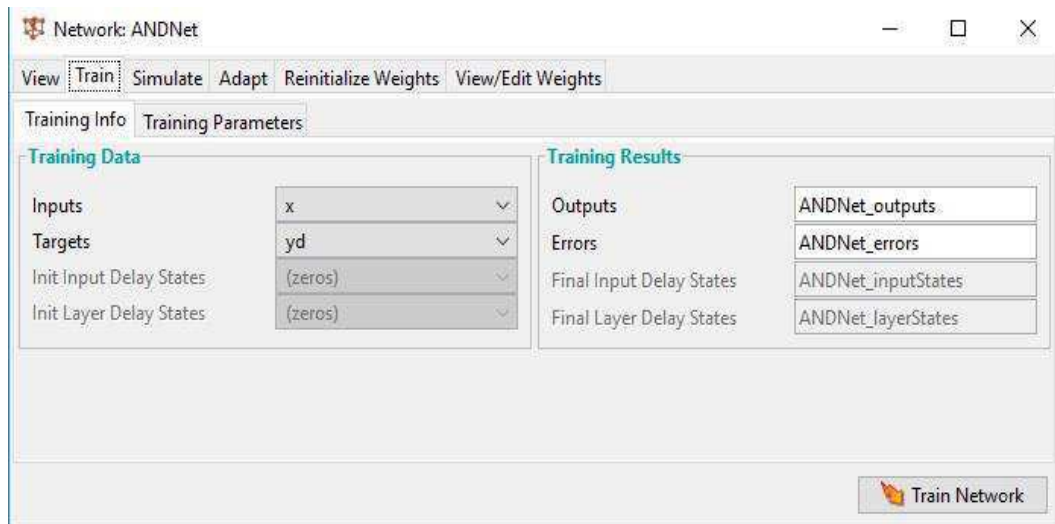 Network: ANDNet
View Train Simulate Adapt Reinitialize Weights View/Edit Weights
Training Info Training Parameters
Training Data
Inputs x
Targets yd
Init Input Delay States (zeros)
Init Layer Delay States (zeros)
Training Results
Outputs ANDNet_outputs
Errors ANDNet_errors
Final Input Delay States ANDNet_inputStates
Final Layer Delay States ANDNet_layerStates
Train Network